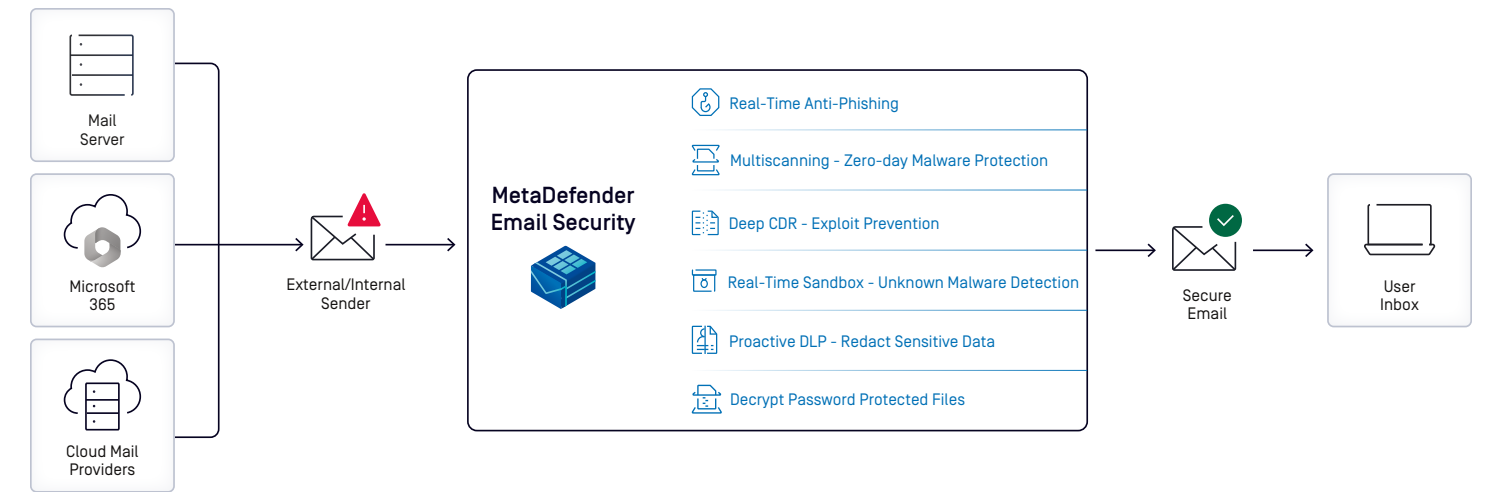 Mail
Server
Microsoft
365
Cloud Mail
Providers
External/Internal
Sender
MetaDefender
Email Security
Real-Time Anti-Phishing
Multiscanning - Zero-day Malware Protection
Deep CDR - Exploit Prevention
Real-Time Sandbox - Unknown Malware Detection
Proactive DLP - Redact Sensitive Data
Decrypt Password Protected Files
Secure
Email
User
Inbox